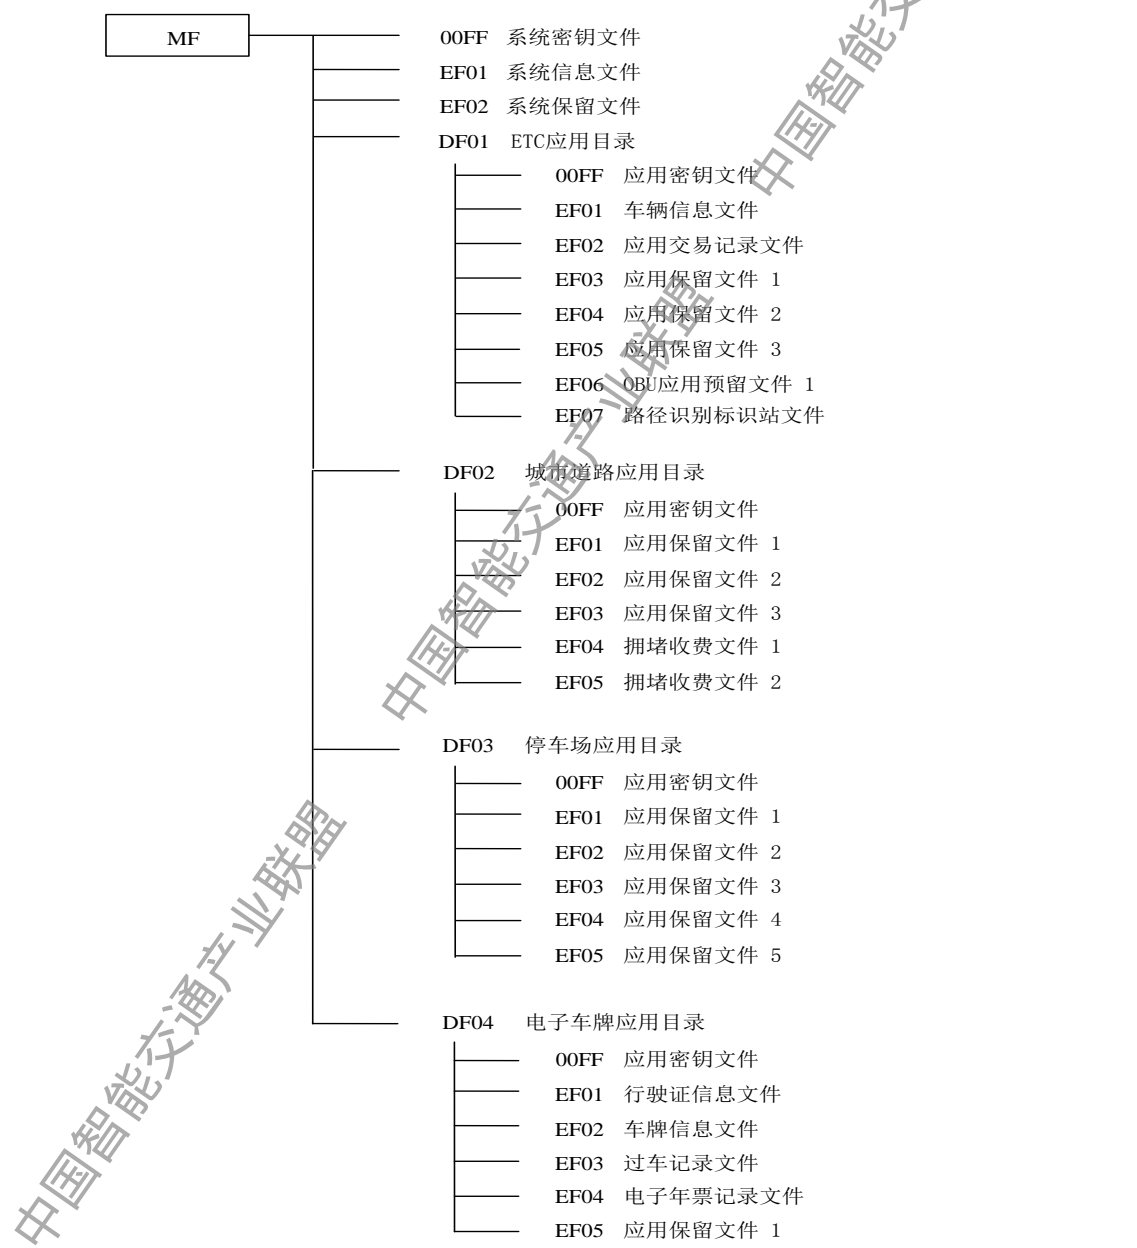 MF
00FF 系统密钥文件
EF01 系统信息文件
EF02 系统保留文件
DF01 ETC应用目录
00FF 应用密钥文件
EF01 车辆信息文件
EF02 应用交易记录文件
EF03 应用保留文件 1
EF04 应用保留文件 2
EF05 应用保留文件 3
EF06 OBU应用预留文件 1
EF07 路径识别标识站文件
DF02 城市道路应用目录
00FF 应用密钥文件
EF01 应用保留文件 1
EF02 应用保留文件 2
EF03 应用保留文件 3
EF04 拥堵收费文件 1
EF05 拥堵收费文件 2
DF03 停车场应用目录
00FF 应用密钥文件
EF01 应用保留文件 1
EF02 应用保留文件 2
EF03 应用保留文件 3
EF04 应用保留文件 4
EF05 应用保留文件 5
DF04 电子车牌应用目录
00FF 应用密钥文件
EF01 行驶证信息文件
EF02 车牌信息文件
EF03 过车记录文件
EF04 电子年票记录文件
EF05 应用保留文件 1
中国智能交
中国智能交通产业联盟
中国智能交通产业联盟